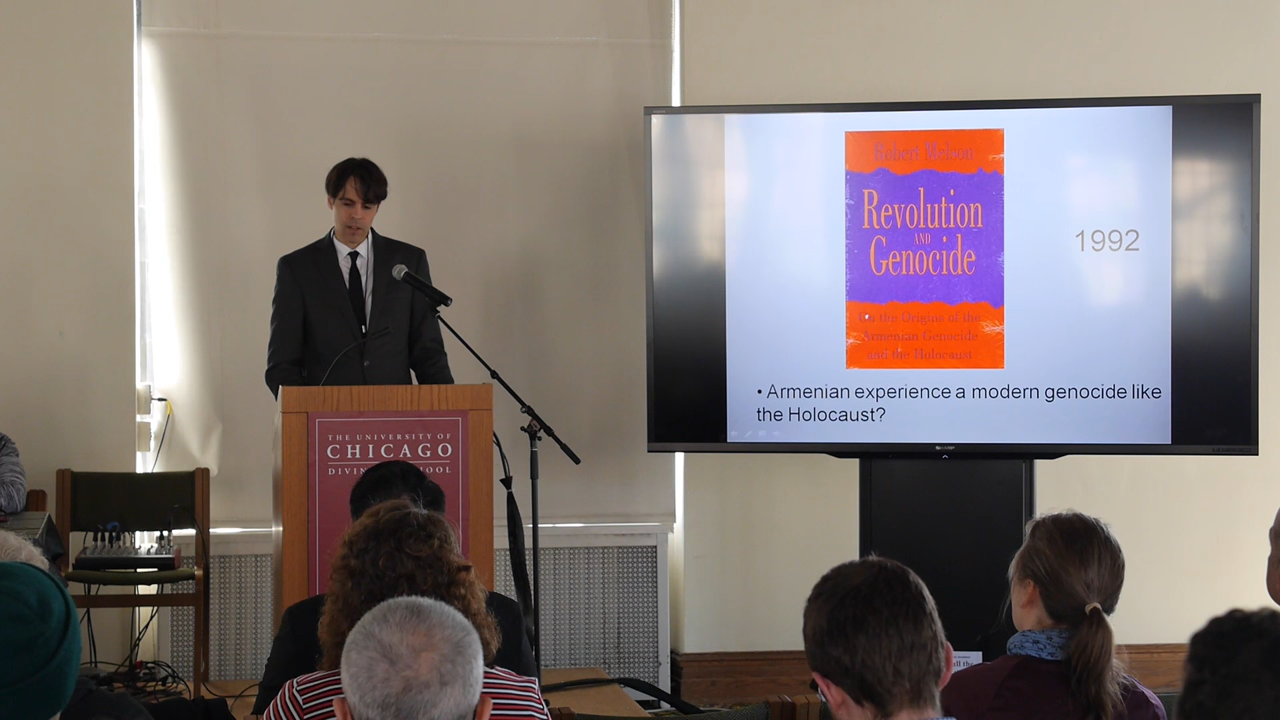 THE UNIVERSITY OF
CHICAGO
DIVINITY SCHOOL
Robert Melson
Revolution
AND
Genocide
On the Origins of the
Armenian Genocide
and the Holocaust
1992
• Armenian experience a modern genocide like
the Holocaust?
SHARP